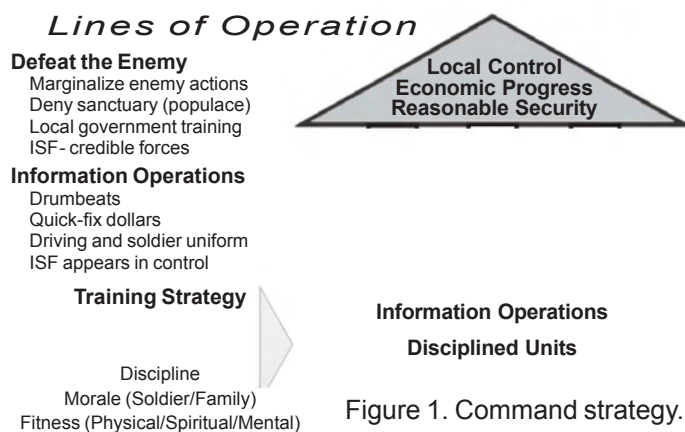 Lines of Operation
Defeat the Enemy
Marginalize enemy actions
Deny sanctuary (populace)
Local government training
ISF- credible forces
Information Operations
Drumbeats
Quick-fix dollars
Driving and soldier uniform
ISF appears in control
Training Strategy
Discipline
Morale (Soldier/Family)
Fitness (Physical/Spiritual/Mental)
Local Control
Economic Progress
Reasonable Security
Information Operations
Disciplined Units
Figure 1. Command strategy.